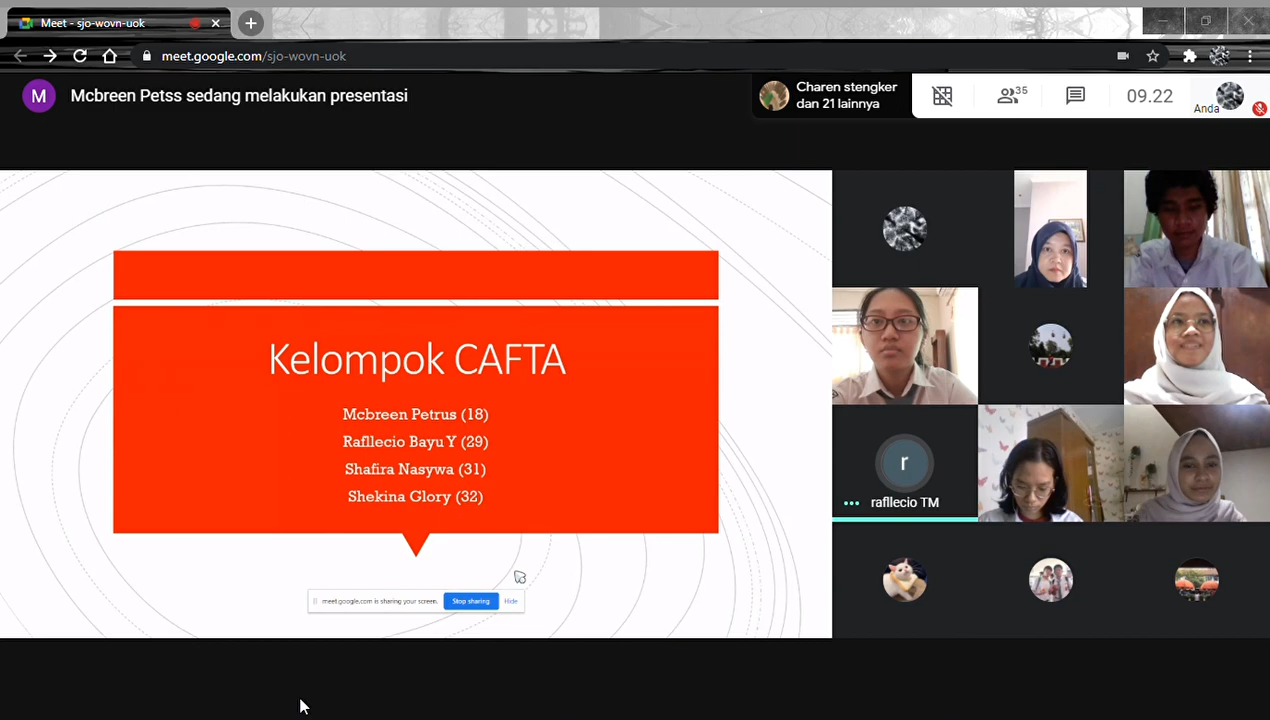 Meet - sjo-wovn-uok
meet.google.com/sjo-wovn-uok
M
Mcbreen Petss sedang melakukan presentasi
Charen stengker
dan 21 lainnya
35
09.22
Anda
Kelompok CAFTA
Mcbreen Petrus (18)
Rafllecio Bayu Y (29)
Shafira Nasywa (31)
Shekina Glory (32)
meet.google.com is sharing your screen.
Stop sharing
Hide
r
rafllecio TM